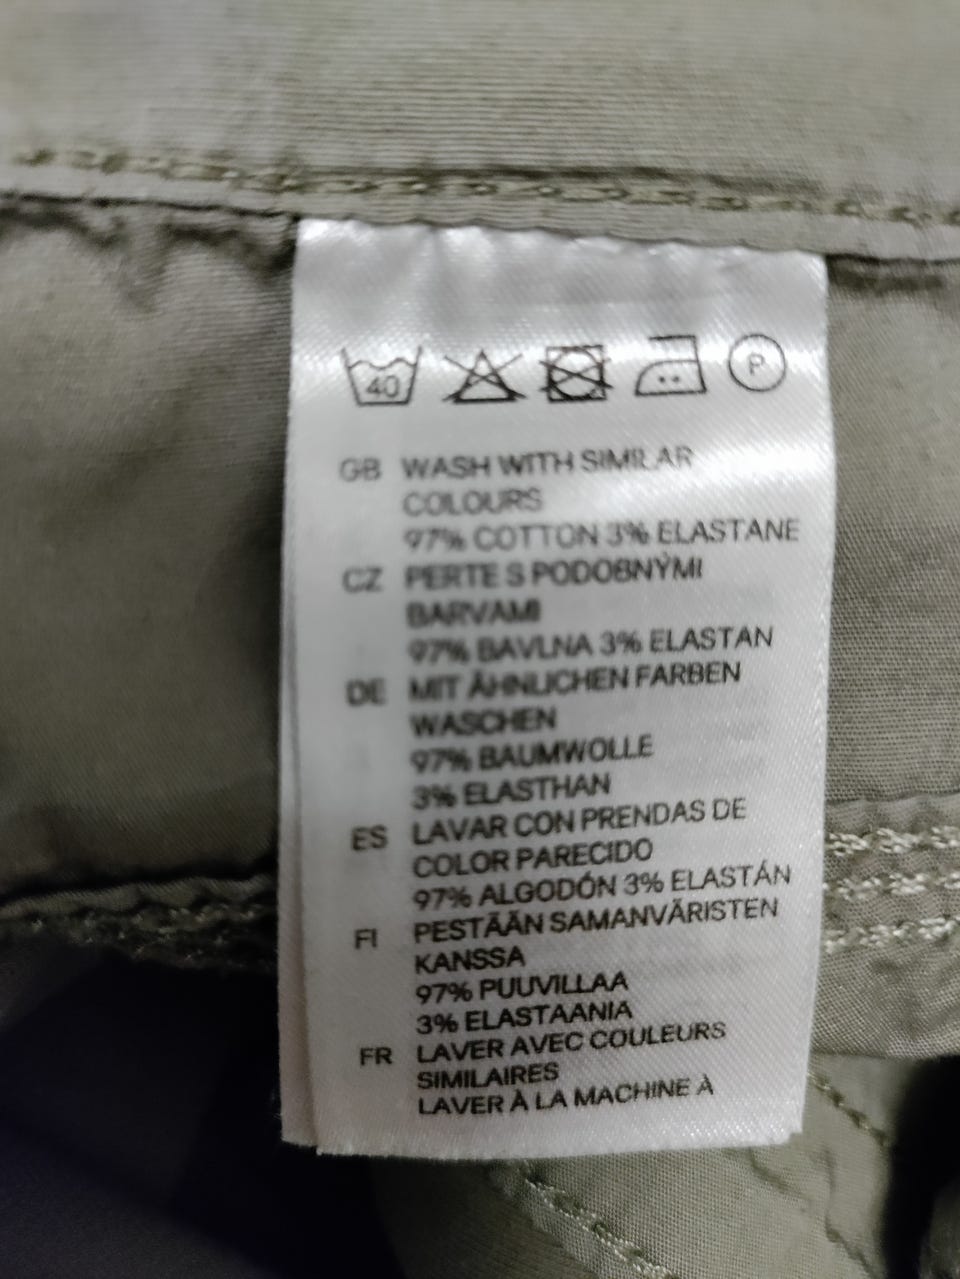 40 P
GB WASH WITH SIMILAR
COLOURS
97% COTTON 3% ELASTANE
CZ PERTE S PODOBNÝMI
BARVAMI
97% BAVLNA 3% ELASTAN
DE MIT ÄHNLICHEN FARBEN
WASCHEN
97% BAUMWOLLE
3% ELASTHAN
ES LAVAR CON PRENDAS DE
COLOR PARECIDO
97% ALGODÓN 3% ELASTÁN
FI PESTÄÄN SAMANVÄRISTEN
KANSSA
97% PUUVILLAA
3% ELASTAANIA
FR LAVER AVEC COULEURS
SIMILAIRES
LAVER À LA MACHINE À